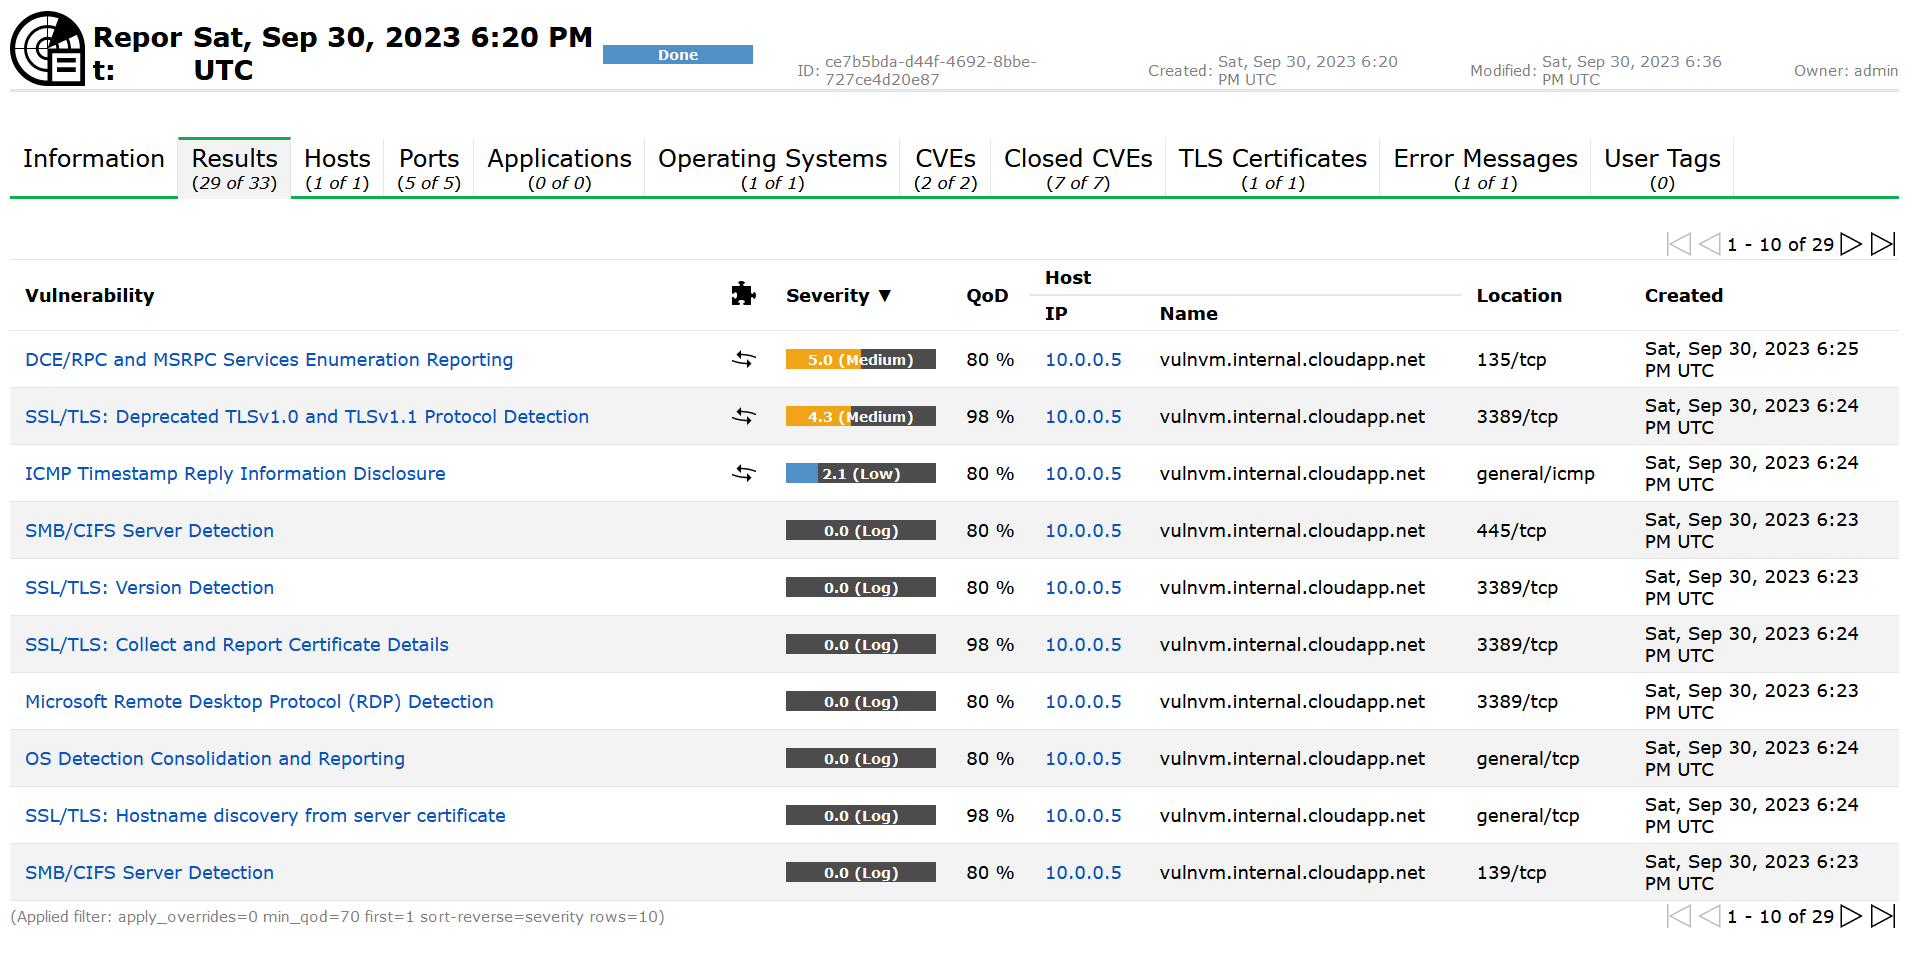 Repor
t:
Sat, Sep 30, 2023 6:20 PM
UTC
Done
ID: ce7b5bda-d44f-4692-8bbe-
727ce4d20e87
Created: Sat, Sep 30, 2023 6:20
PM UTC
Modified: Sat, Sep 30, 2023 6:36
PM UTC
Owner: admin
Information
Results
(29 of 33)
Hosts
(1 of 1)
Ports
(5 of 5)
Applications
(0 of 0)
Operating Systems
(1 of 1)
CVEs
(2 of 2)
Closed CVEs
(7 of 7)
TLS Certificates
(1 of 1)
Error Messages
(1 of 1)
User Tags
(0)
1 - 10 of 29
Vulnerability Severity ▼ QoD Host Location Created
IP Name
DCE/RPC and MSRPC Services Enumeration Reporting 5.0 (Medium) 80 % 10.0.0.5 vulnvm.internal.cloudapp.net 135/tcp Sat, Sep 30, 2023 6:25
PM UTC
SSL/TLS: Deprecated TLSv1.0 and TLSv1.1 Protocol Detection 4.3 (Medium) 98 % 10.0.0.5 vulnvm.internal.cloudapp.net 3389/tcp Sat, Sep 30, 2023 6:24
PM UTC
ICMP Timestamp Reply Information Disclosure 2.1 (Low) 80 % 10.0.0.5 vulnvm.internal.cloudapp.net general/icmp Sat, Sep 30, 2023 6:24
PM UTC
SMB/CIFS Server Detection 0.0 (Log) 80 % 10.0.0.5 vulnvm.internal.cloudapp.net 445/tcp Sat, Sep 30, 2023 6:23
PM UTC
SSL/TLS: Version Detection 0.0 (Log) 80 % 10.0.0.5 vulnvm.internal.cloudapp.net 3389/tcp Sat, Sep 30, 2023 6:23
PM UTC
SSL/TLS: Collect and Report Certificate Details 0.0 (Log) 98 % 10.0.0.5 vulnvm.internal.cloudapp.net 3389/tcp Sat, Sep 30, 2023 6:24
PM UTC
Microsoft Remote Desktop Protocol (RDP) Detection 0.0 (Log) 80 % 10.0.0.5 vulnvm.internal.cloudapp.net 3389/tcp Sat, Sep 30, 2023 6:23
PM UTC
OS Detection Consolidation and Reporting 0.0 (Log) 80 % 10.0.0.5 vulnvm.internal.cloudapp.net general/tcp Sat, Sep 30, 2023 6:24
PM UTC
SSL/TLS: Hostname discovery from server certificate 0.0 (Log) 98 % 10.0.0.5 vulnvm.internal.cloudapp.net general/tcp Sat, Sep 30, 2023 6:24
PM UTC
SMB/CIFS Server Detection 0.0 (Log) 80 % 10.0.0.5 vulnvm.internal.cloudapp.net 139/tcp Sat, Sep 30, 2023 6:23
PM UTC
(Applied filter: apply_overrides=0 min_qod=70 first=1 sort-reverse=severity rows=10)
1 - 10 of 29